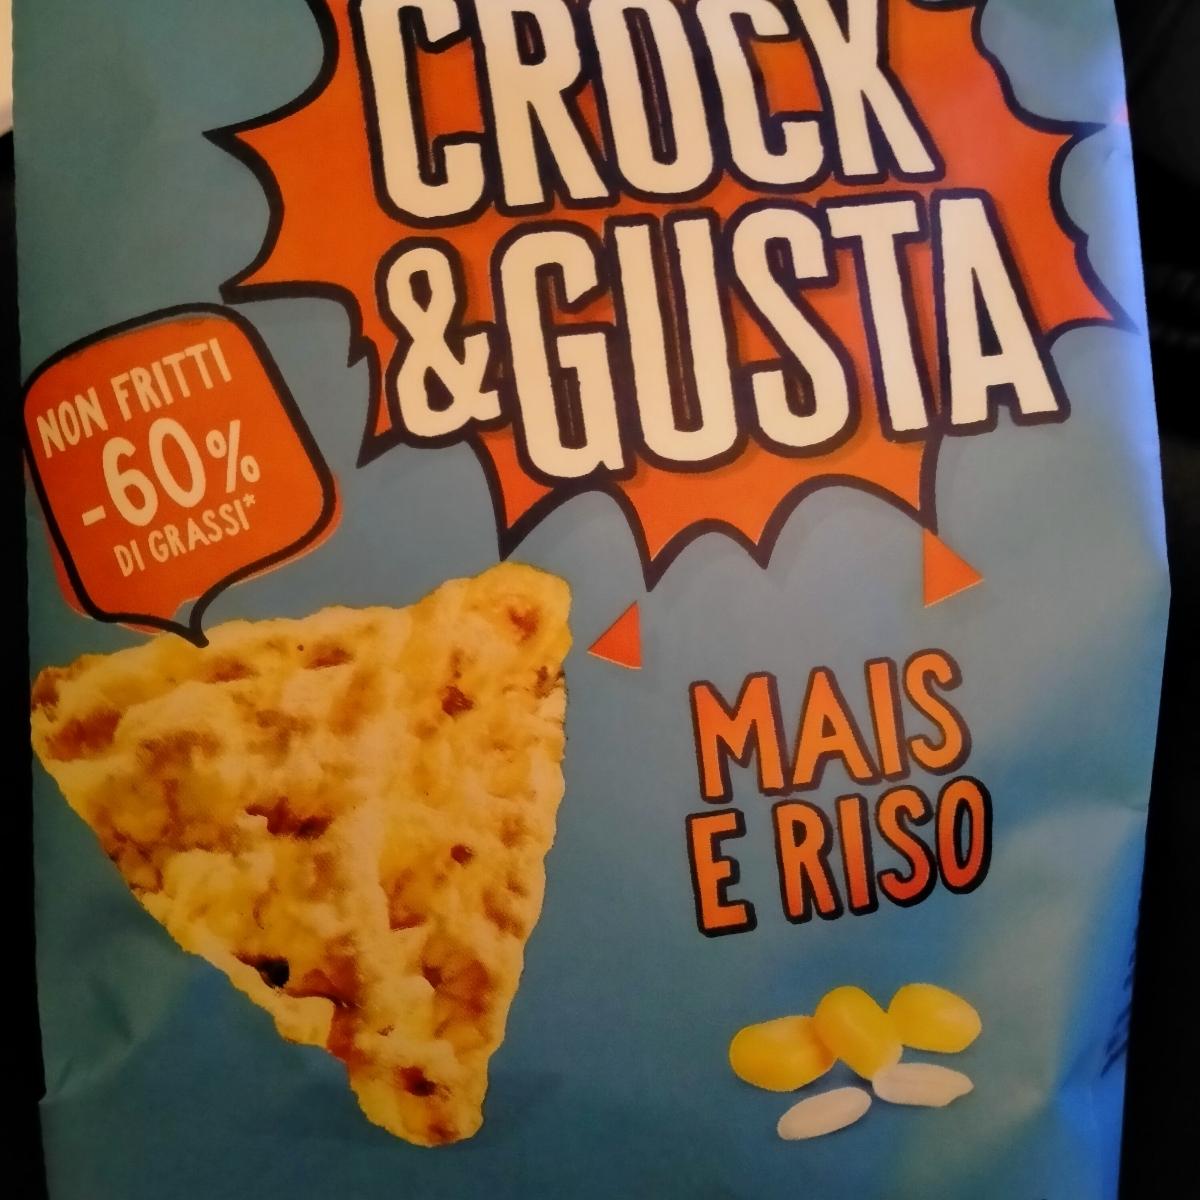 CROCK
&GUSTA
NON FRITTI
-60%
DI GRASSI*
MAIS
E RISO